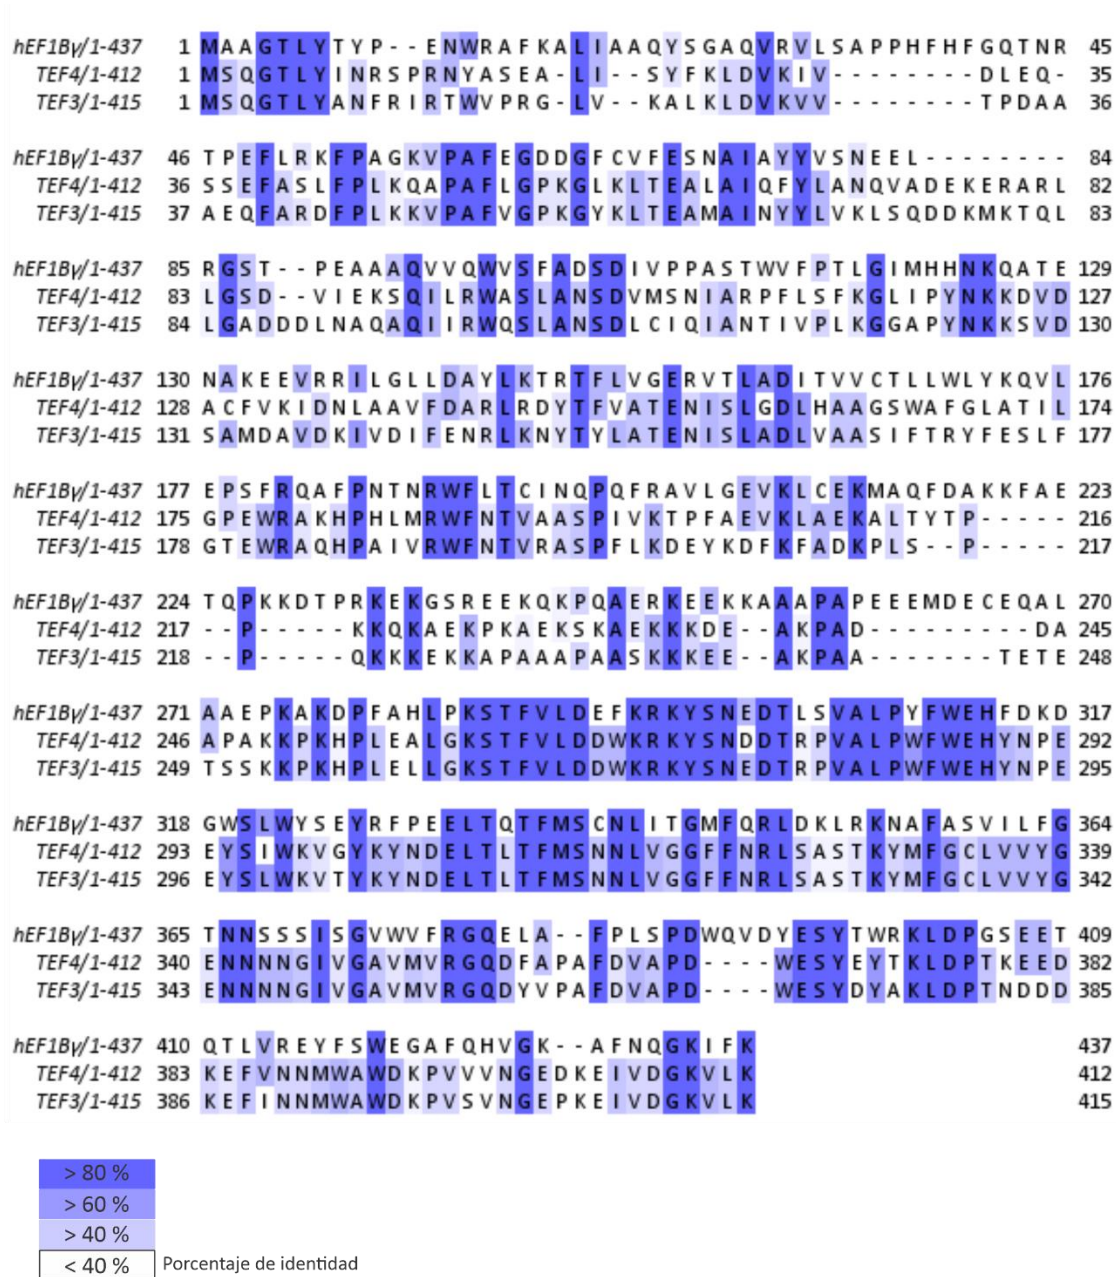 hEF1Bγ/1-437 1 MAAGTLYTYP--ENWRAFKALIAAQYSGAQVRVLSAPPHFHFGQTNR 45
TEF4/1-412 1 MSQGTLYINRSPRNYASEA-LI--SYFKLDVKIV--------DLEQ- 35
TEF3/1-415 1 MSQGTLYANFRIRTWVPRG-LV--KALKLDVKVV--------TPDAA 36
hEF1Bγ/1-437 46 TPEFLRKFPAGKVPAFEGDDGFCVFESNAIAYYVSNEEL-------- 84
TEF4/1-412 36 SSEFASLFPLKQAPAFLGPKGLKLTEALAIQFYLANQVADEKERARL 82
TEF3/1-415 37 AEQFARDFPLKKVPAFVGPKGYKLTEAMAINYYLVKLSQDDKMKTQL 83
hEF1Bγ/1-437 85 RGST--PEAAAQVVQWVSFADSDIVPPASTWVFPTLGIMHHNKQATE 129
TEF4/1-412 83 LGSD--VIEKSQILRWASLANSDVMSNIARPFLSFKGLIPYNKKDVD 127
TEF3/1-415 84 LGADDDLNAQAQIIRWQSLANSDLCIQIANTIVPLKGGAPYNKKSVD 130
hEF1Bγ/1-437 130 NAKEEVRRILGLLDAYLKTRTFLVGERVTLADITVVCTLLWLYKQVL 176
TEF4/1-412 128 ACFVKIDNLAAVFDARLRDYTFVATENISLGDLHAAGSWAFGLATIL 174
TEF3/1-415 131 SAMDAVDKIVDIFENRLKNYTYLATENISLADLVAASIFTRYFESLF 177
hEF1Bγ/1-437 177 EPSFRQAFPNTNRWFLTCINQPQFRAVLGEVKLCEKMAQFDAKKFAE 223
TEF4/1-412 175 GPEWRAKHPHLMRWFNTVAASPIVKTPFAEVKLAEKALTYTP----- 216
TEF3/1-415 178 GTEWRAQHPAIVRWFNTVRASPFLKDEYKDFKFADKPLS--P----- 217
hEF1Bγ/1-437 224 TQPKKDTPRKEKGSREEKQKPQAERKEEKKAAAPAPEEEMDECEQAL 270
TEF4/1-412 217 --P-----KKQKAEKPKAEKSKAEKKKDE--AKPAD---------DA 245
TEF3/1-415 218 --P-----QKKKEKKAPAAAPAASKKKEE--AKPAA-------TETE 248
hEF1Bγ/1-437 271 AAEPKAKDPFAHLPKSTFVLDEFKRKYSNEDTLSVALPYFWEHFDKD 317
TEF4/1-412 246 APAKKPKHPLEALGKSTFVLDDWKRKYSNDDTRPVALPWFWEHYNPE 292
TEF3/1-415 249 TSSKKPKHPLELLGKSTFVLDDWKRKYSNEDTRPVALPWFWEHYNPE 295
hEF1Bγ/1-437 318 GWSLWYSEYRFPEELTQTFMSCNLITGMFQRLDKLRKNAFASVILFG 364
TEF4/1-412 293 EYSIWKVGYKYNDELTLTFMSNNLVGGFFNRLSASTKYMFGCLVVYG 339
TEF3/1-415 296 EYSLWKVTYKYNDELTLTFMSNNLVGGFFNRLSASTKYMFGCLVVYG 342
hEF1Bγ/1-437 365 TNNSSSISGVWVFRGQELA--FPLSPDWQVDYESYTWRKLDPGSEET 409
TEF4/1-412 340 ENNNNGIVGAVMVRGQDFAPAFDVAPD----WESYEYTKLDPTKEED 382
TEF3/1-415 343 ENNNNGIVGAVMVRGQDYVPAFDVAPD----WESYDYAKLDPTNDDD 385
hEF1Bγ/1-437 410 QTLVREYFSWEGAFQHVGK--AFNQGKIFK 437
TEF4/1-412 383 KEFVNNMWAWDKPVVVNGEDKEIVDGKVLK 412
TEF3/1-415 386 KEFINNMWAWDKPVSVNGEPKEIVDGKVLK 415
> 80 %
> 60 %
> 40 %
< 40 % Porcentaje de identidad